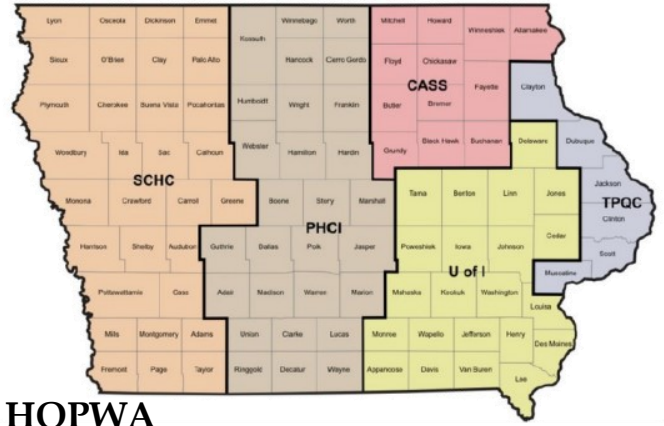 Lyon Osceola Dickinson Emmet Winnebago Worth Mitchell Howard Winneshiek Allamakee
Kossuth
Sioux O'Brien Clay Palo Alto Hancock Cerro Gordo Floyd Chickasaw
CASS
Fayette Clayton
Plymouth Cherokee Buena Vista Pocahontas Humboldt Wright Franklin Butler Bremer
Woodbury Ida Sac Calhoun Webster Hamilton Hardin Grundy Black Hawk Buchanan Delaware Dubuque
SCHC
Jackson
Monona Crawford Carroll Greene Boone Story Marshall Tama Benton Linn Jones
TPQC
Clinton
PHCI
Cedar
Harrison Shelby Audubon Guthrie Dallas Polk Jasper Poweshiek Iowa Johnson Scott
U of I
Muscatine
Pottawattamie Cass Adair Madison Warren Marion Mahaska Keokuk Washington
Louisa
Mills Montgomery Adams Union Clarke Lucas Monroe Wapello Jefferson Henry
Des Moines
Fremont Page Taylor Ringgold Decatur Wayne Appanoose Davis Van Buren
Lee
HOPWA